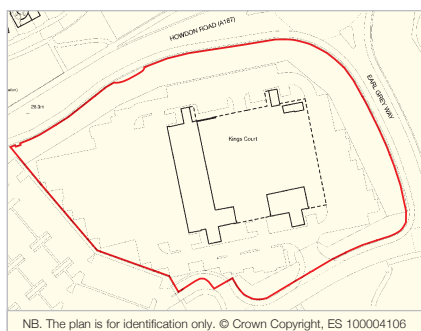 HOWDON ROAD (A187)
EARL GREY WAY
26.0m
Kings Court
NB. The plan is for identification only. © Crown Copyright, ES 100004106